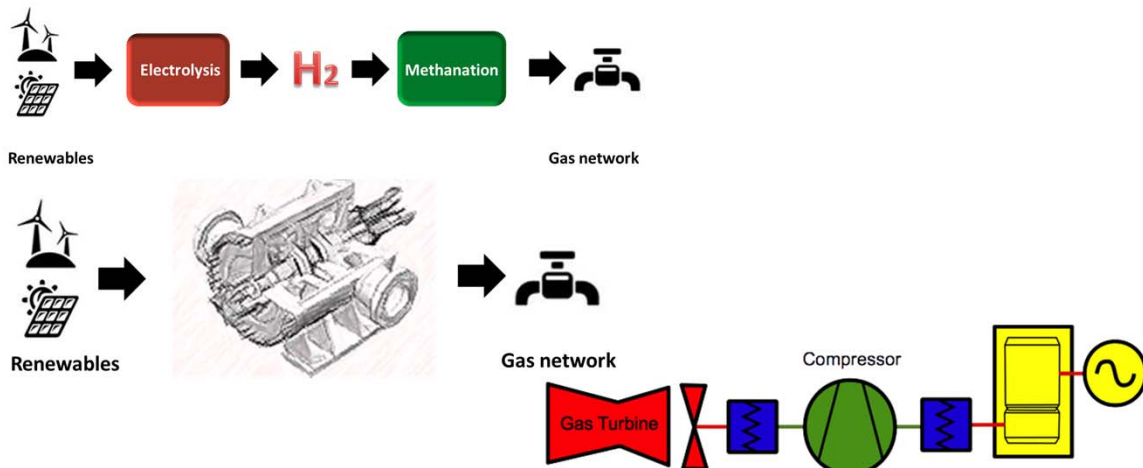 Electrolysis
H2
Methanation
Renewables
Gas network
Renewables
Gas network
Compressor
Gas Turbine